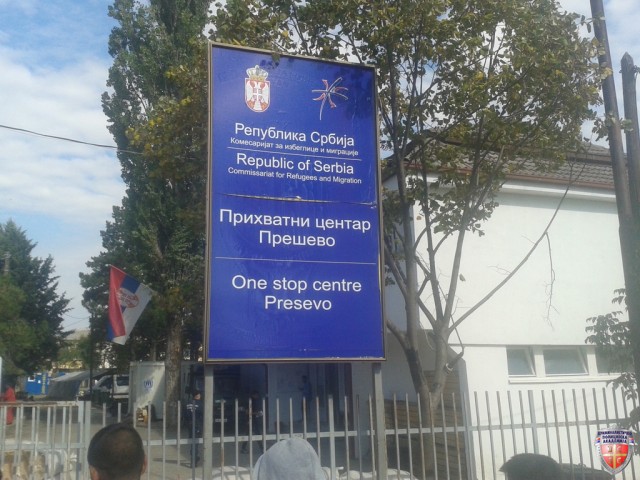 Република Србија
Комесаријат за избеглице и миграције
Republic of Serbia
Commissariat for Refugees and Migration
Прихватни центар
Прешево
One stop centre
Presevo